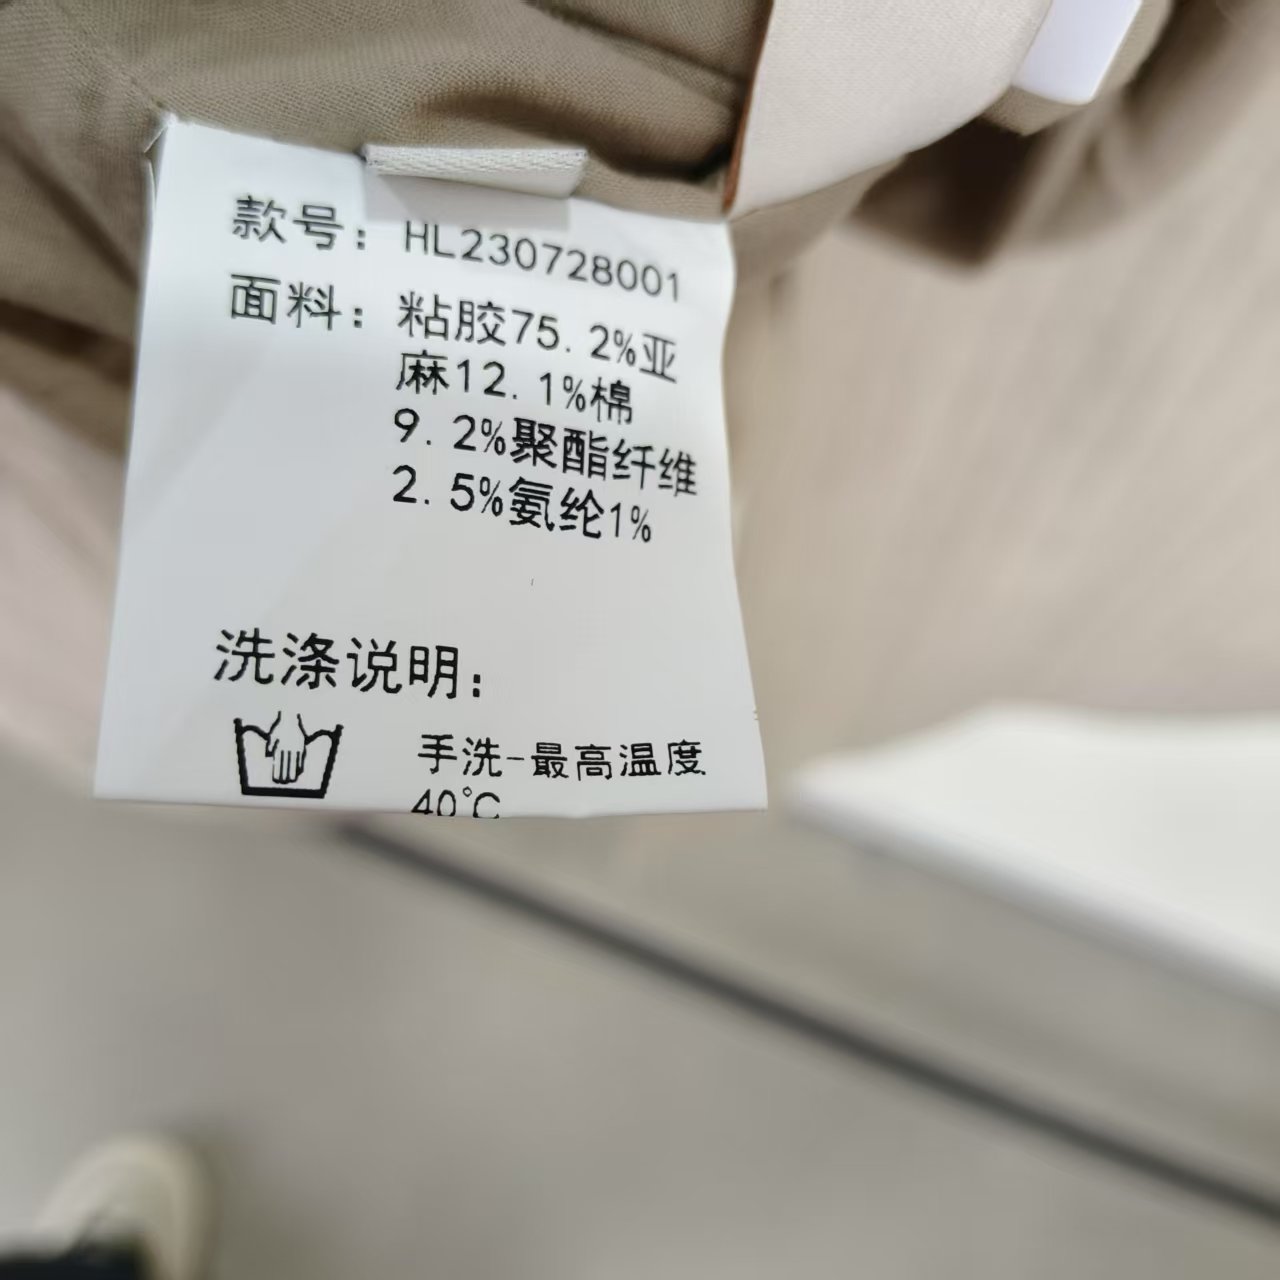 款号：HL230728001
面料：粘胶75.2%亚
麻12.1%棉
9.2%聚酯纤维
2.5%氨纶1%
洗涤说明：
手洗-最高温度
40°C